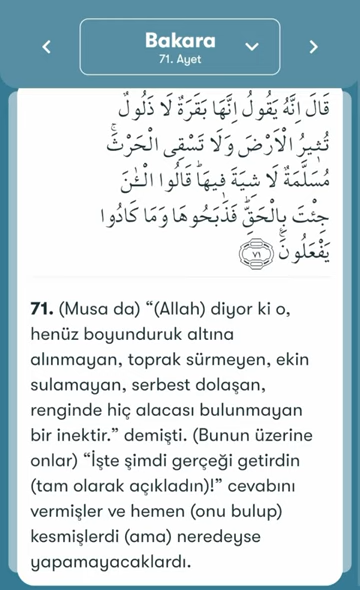 Bakara
71. Ayet
قَالَ اِنَّهُ يَقُولُ اِنَّهَا بَقَرَةٌ لَا ذَلُولٌ
تُثٖيرُ الْاَرْضَ وَلَا تَسْقِى الْحَرْثَۚ
مُسَلَّمَةٌ لَا شِيَةَ فٖيهَاؕ قَالُوا الْـٰٔنَ
جِئْتَ بِالْحَقِّؕ فَذَبَحُوهَا وَمَا كَادُوا
يَفْعَلُونَࣖ ﴿٧١﴾
71. (Musa da) “(Allah) diyor ki o,
henüz boyunduruk altına
alınmayan, toprak sürmeyen, ekin
sulamayan, serbest dolaşan,
renginde hiç alacası bulunmayan
bir inektir.” demişti. (Bunun üzerine
onlar) “İşte şimdi gerçeği getirdin
(tam olarak açıkladın)!” cevabını
vermişler ve hemen (onu bulup)
kesmişlerdi (ama) neredeyse
yapamayacaklardı.